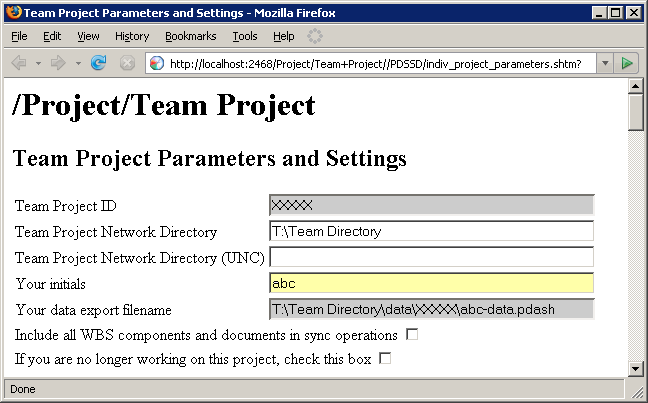 Team Project Parameters and Settings - Mozilla Firefox
File Edit View History Bookmarks Tools Help
http://localhost:2468/Project/Team+Project//PDSSD/indiv_project_parameters.shtm?
/Project/Team Project
Team Project Parameters and Settings
Team Project ID XXXXX
Team Project Network Directory T:\Team Directory
Team Project Network Directory (UNC)
Your initials abc
Your data export filename T:\Team Directory\data\XXXXX\abc-data.pdash
Include all WBS components and documents in sync operations
If you are no longer working on this project, check this box
Done